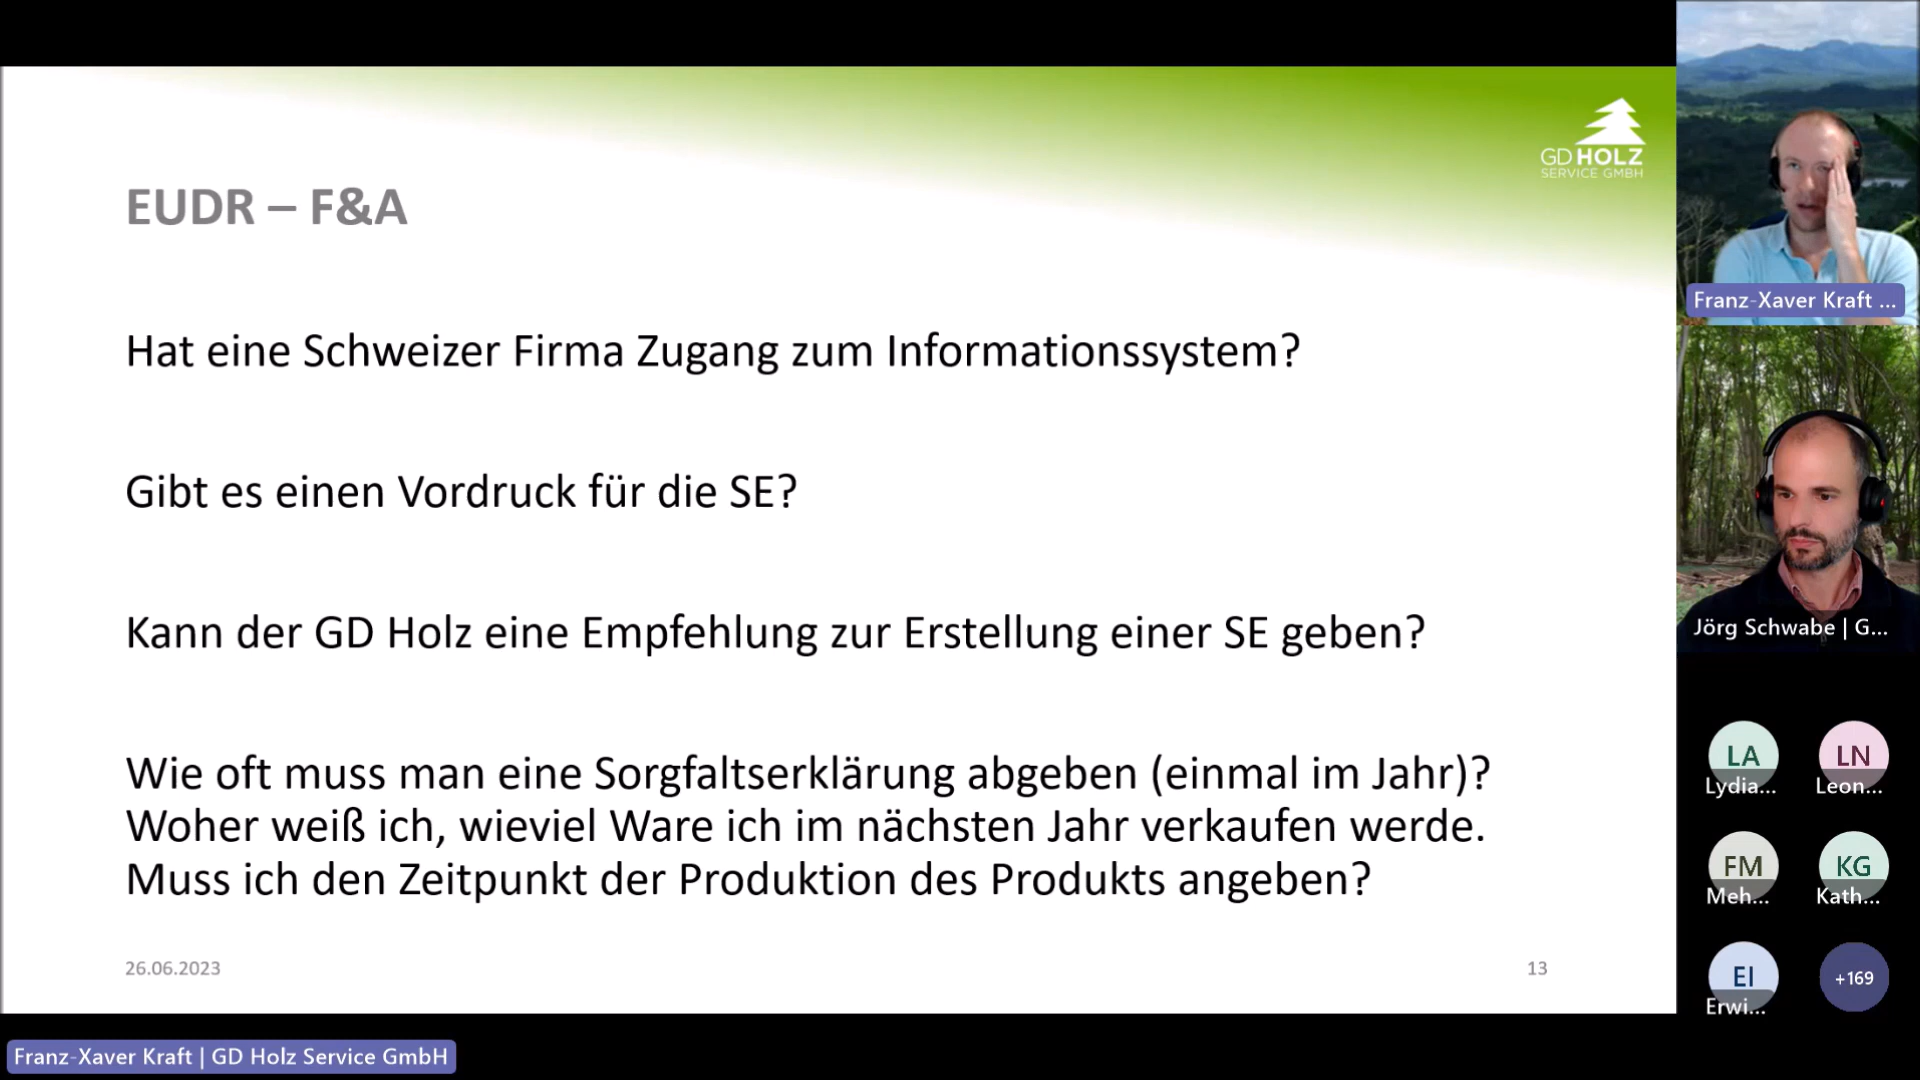 GD HOLZ
SERVICE GMBH
EUDR – F&A
Hat eine Schweizer Firma Zugang zum Informationssystem?
Gibt es einen Vordruck für die SE?
Kann der GD Holz eine Empfehlung zur Erstellung einer SE geben?
Wie oft muss man eine Sorgfaltserklärung abgeben (einmal im Jahr)?
Woher weiß ich, wieviel Ware ich im nächsten Jahr verkaufen werde.
Muss ich den Zeitpunkt der Produktion des Produkts angeben?
26.06.2023
13
Franz-Xaver Kraft ...
Jörg Schwabe | G...
LA
Lydia...
LN
Leon...
FM
Meh...
KG
Kath...
EI
Erwi...
+169
Franz-Xaver Kraft | GD Holz Service GmbH